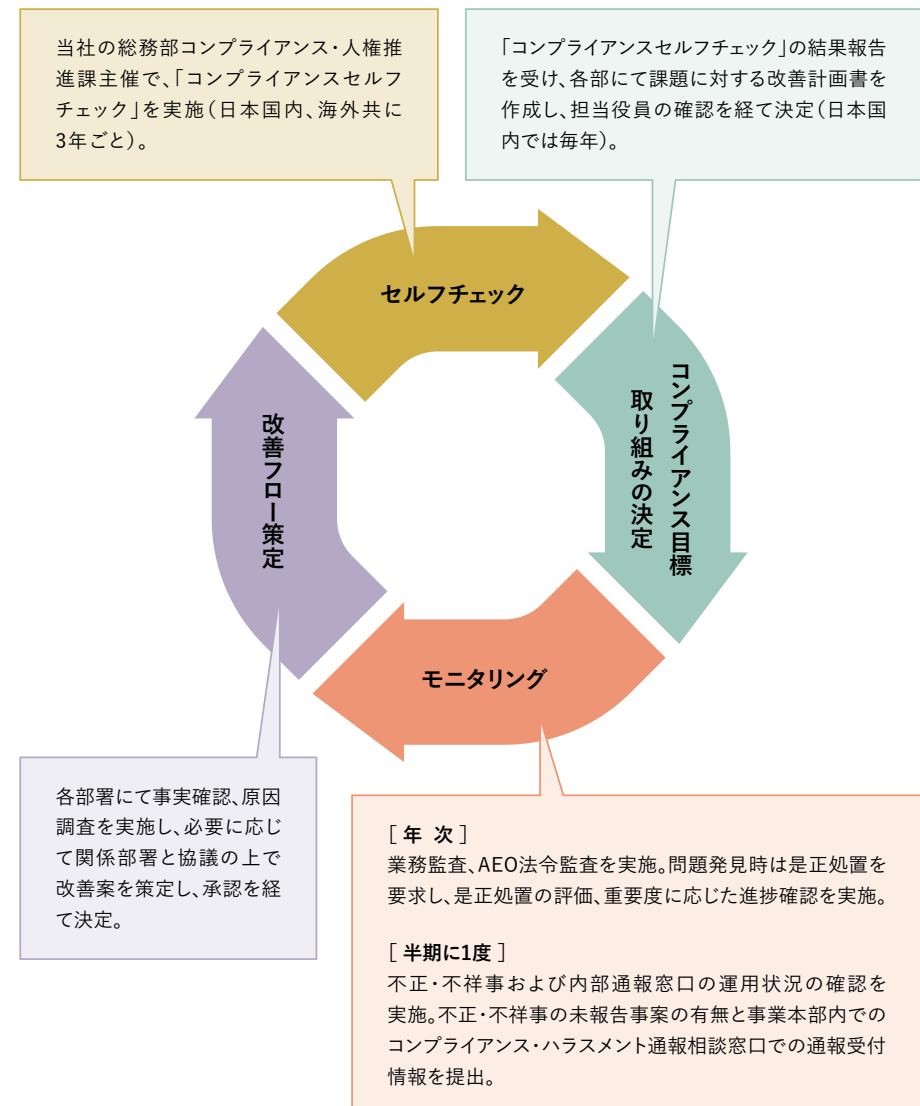 当社の総務部コンプライアンス・人権推
進課主催で、「コンプライアンスセルフ
チェック」を実施（日本国内、海外共に
3年ごと）。
「コンプライアンスセルフチェック」の結果報告
を受け、各部にて課題に対する改善計画書を
作成し、担当役員の確認を経て決定（日本国
内では毎年）。
セルフチェック
コンプライアンス目標
取り組みの決定
モニタリング
改善フロー策定
各部署にて事実確認、原因
調査を実施し、必要に応じ
て関係部署と協議の上で
改善案を策定し、承認を経
て決定。
［ 年 次 ］
業務監査、AEO法令監査を実施。問題発見時は是正処置を
要求し、是正処置の評価、重要度に応じた進捗確認を実施。
［ 半期に1度 ］
不正・不祥事および内部通報窓口の運用状況の確認を
実施。不正・不祥事の未報告事案の有無と事業本部内での
コンプライアンス・ハラスメント通報相談窓口での通報受付
情報を提出。